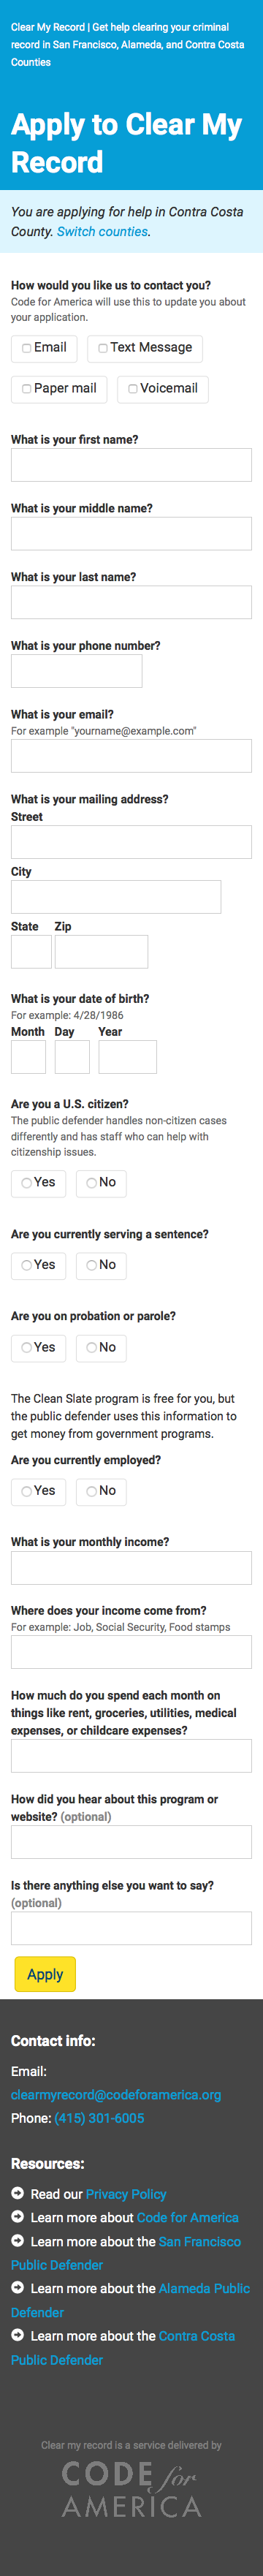 Clear My Record | Get help clearing your criminal
record in San Francisco, Alameda, and Contra Costa
Counties
Apply to Clear My
Record
You are applying for help in Contra Costa
County. Switch counties.
How would you like us to contact you?
Code for America will use this to update you about
your application.
Email Text Message
Paper mail Voicemail
What is your first name?
What is your middle name?
What is your last name?
What is your phone number?
What is your email?
For example "yourname@example.com"
What is your mailing address?
Street
City
State Zip
What is your date of birth?
For example: 4/28/1986
Month Day Year
Are you a U.S. citizen?
The public defender handles non-citizen cases
differently and has staff who can help with
citizenship issues.
Yes No
Are you currently serving a sentence?
Yes No
Are you on probation or parole?
Yes No
The Clean Slate program is free for you, but
the public defender uses this information to
get money from government programs.
Are you currently employed?
Yes No
What is your monthly income?
Where does your income come from?
For example: Job, Social Security, Food stamps
How much do you spend each month on
things like rent, groceries, utilities, medical
expenses, or childcare expenses?
How did you hear about this program or
website? (optional)
Is there anything else you want to say?
(optional)
Apply
Contact info:
Email:
clearmyrecord@codeforamerica.org
Phone: (415) 301-6005
Resources:
Read our Privacy Policy
Learn more about Code for America
Learn more about the San Francisco
Public Defender
Learn more about the Alameda Public
Defender
Learn more about the Contra Costa
Public Defender
Clear my record is a service delivered by
CODE for
AMERICA